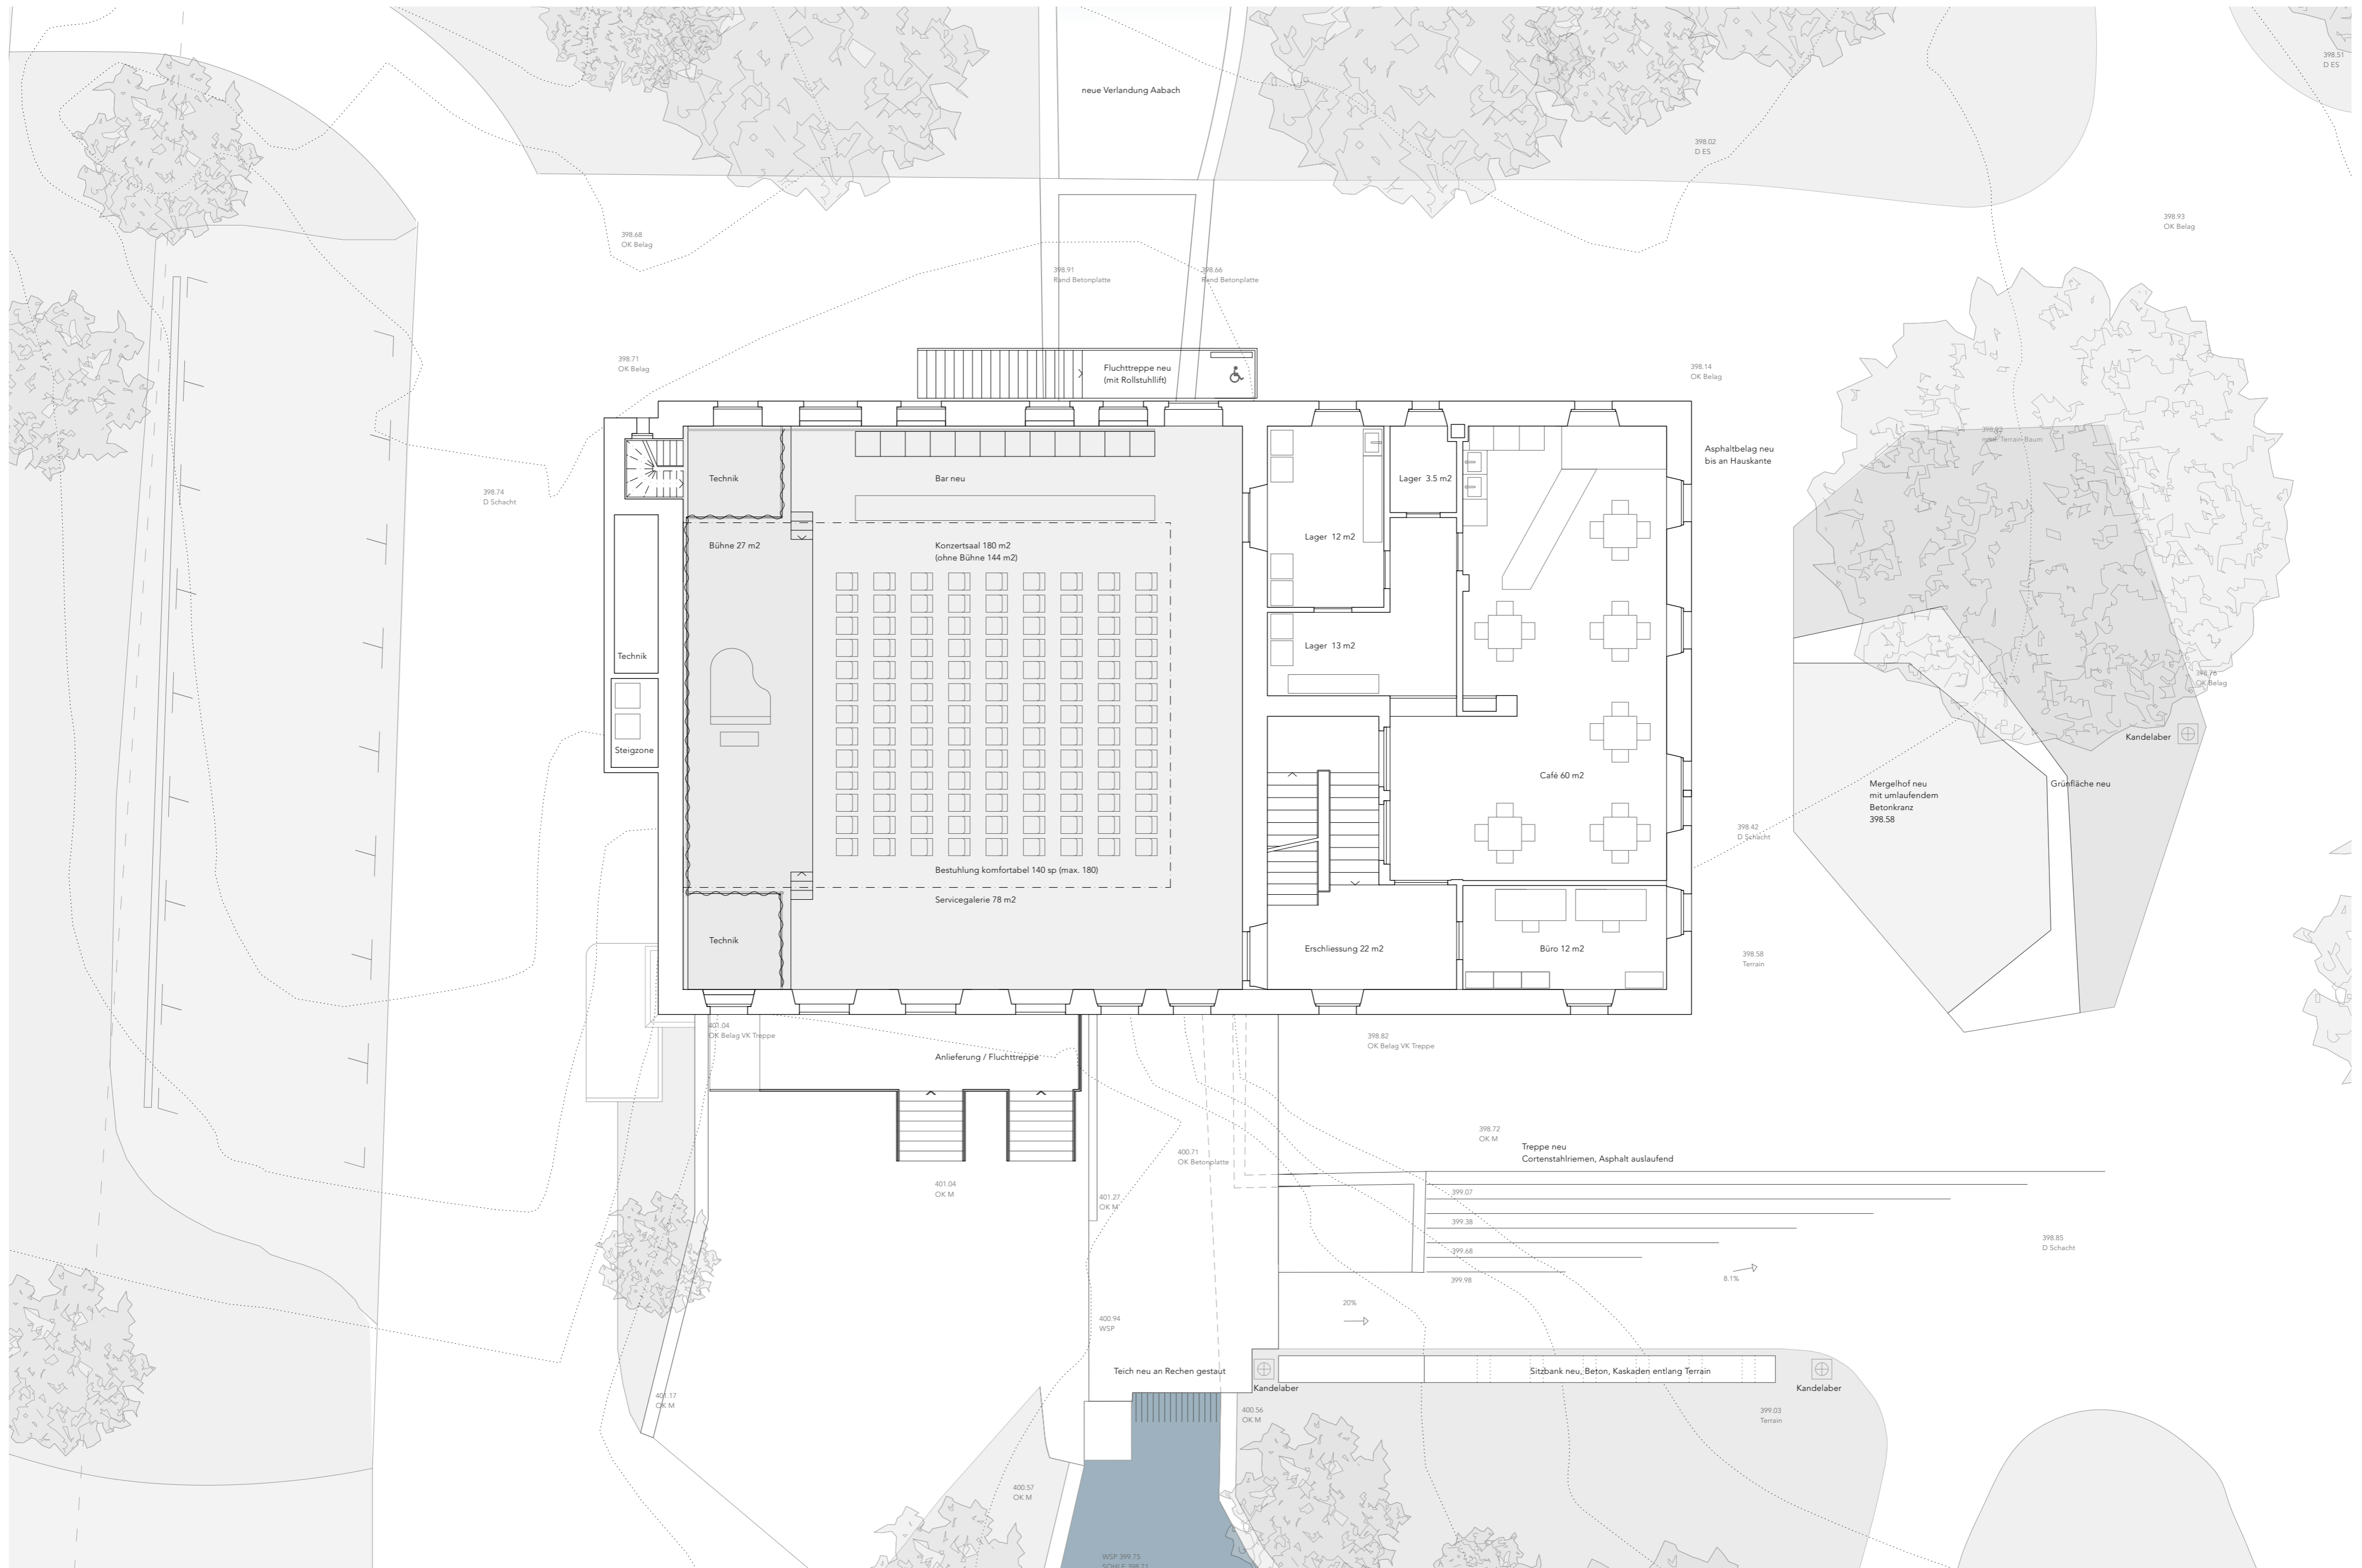 398.51
D ES
neue Verlandung Aabach
398.02
D ES
398.93
OK Belag
398.68
OK Belag
398.91
Rand Betonplatte
398.66
Rand Betonplatte
398.71
OK Belag
Fluchttreppe neu
(mit Rollstuhllift)
398.14
OK Belag
Asphaltbelag neu
bis an Hauskante
398.74
D Schacht
Technik
Bar neu
Lager 3.5 m2
Bühne 27 m2
Konzertsaal 180 m2
(ohne Bühne 144 m2)
Lager 12 m2
Lager 13 m2
Technik
Steigzone
398.76
OK Belag
Kandelaber
Café 60 m2
Mergelhof neu
mit umlaufendem
Betonkranz
398.58
Grünfläche neu
398.42
D Schacht
Bestuhlung komfortabel 140 sp (max. 180)
Servicegalerie 78 m2
Technik
Erschliessung 22 m2
Büro 12 m2
398.58
Terrain
401.04
OK Belag VK Treppe
Anlieferung / Fluchttreppe
398.82
OK Belag VK Treppe
398.72
OK M
Treppe neu
Cortenstahlriemen, Asphalt auslaufend
400.71
OK Betonplatte
401.04
OK M
401.27
OK M
399.07
399.38
399.68
399.98
398.85
D Schacht
8.1%
20%
400.94
WSP
Teich neu an Rechen gestaut
Sitzbank neu, Beton, Kaskaden entlang Terrain
Kandelaber
Kandelaber
401.17
OK M
400.56
OK M
399.03
Terrain
400.57
OK M
WSP 399.75